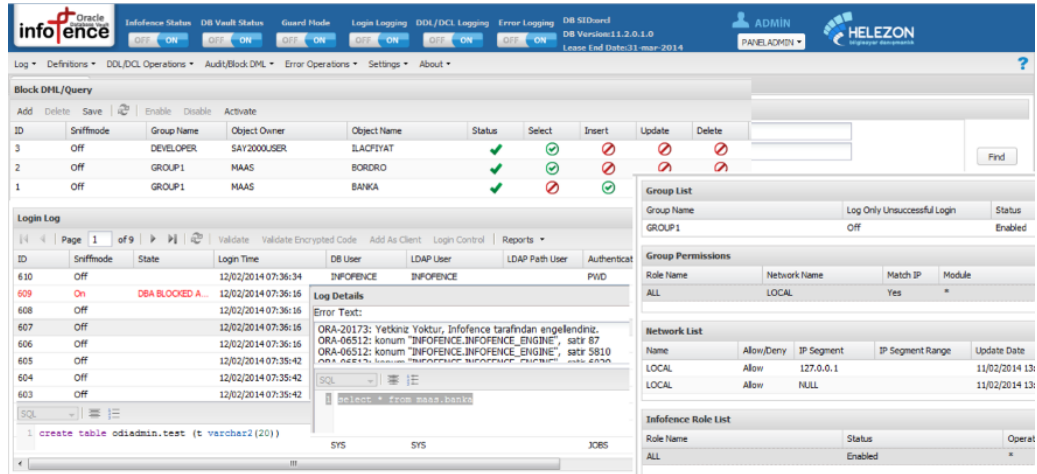 Oracle
Database Vault
infofence
Infofence Status DB Vault Status Guard Mode Login Logging DDL/DCL Logging Error Logging
OFF ON OFF ON OFF ON OFF ON OFF ON OFF ON
DB SID:orcl
DB Version:11.2.0.1.0
Lease End Date:31-mar-2014
ADMİN
PANELADMIN
HELEZON
bilgisayar danışmanlık
Log Definitions DDL/DCL Operations Audit/Block DML Error Operations Settings About ?
Block DML/Query
Add Delete Save Enable Disable Activate
ID Sniffmode Group Name Object Owner Object Name Status Select Insert Update Delete
3 Off DEVELOPER SAY2000USER ILACFIYAT
2 Off GROUP1 MAAS BORDRO
1 Off GROUP1 MAAS BANKA
Find
Login Log
Page 1 of 9 Validate Validate Encrypted Code Add As Client Login Control Reports
ID Sniffmode State Login Time DB User LDAP User LDAP Path User Authenticat
610 Off 12/02/2014 07:36:34 INFOFENCE INFOFENCE PWD
609 On DBA BLOCKED A... 12/02/2014 07:36:16
608 Off 12/02/2014 07:36:16
607 Off 12/02/2014 07:36:16
606 Off 12/02/2014 07:36:16
605 Off 12/02/2014 07:35:42
604 Off 12/02/2014 07:35:42
603 Off 12/02/2014 07:35:42
SQL
1 create table odiadmin.test (t varchar2(20))
SYS SYS JOBS
Log Details
Error Text:
ORA-20173: Yetkiniz Yoktur, Infofence tarafından engellendiniz.
ORA-06512: konum "INFOFENCE.INFOFENCE_ENGINE", satir 87
ORA-06512: konum "INFOFENCE.INFOFENCE_ENGINE", satir 5810
ORA-06512: konum "INFOFENCE.INFOFENCE_ENGINE", satir
SQL
1 select * from maas.banka
Group List
Group Name Log Only Unsuccessful Login Status
GROUP1 Off Enabled
Group Permissions
Role Name Network Name Match IP Module
ALL LOCAL Yes *
Network List
Name Allow/Deny IP Segment IP Segment Range Update Date
LOCAL Allow 127.0.0.1 11/02/2014 13:
LOCAL Allow NULL 11/02/2014 13:
Infofence Role List
Role Name Status Operat
ALL Enabled *